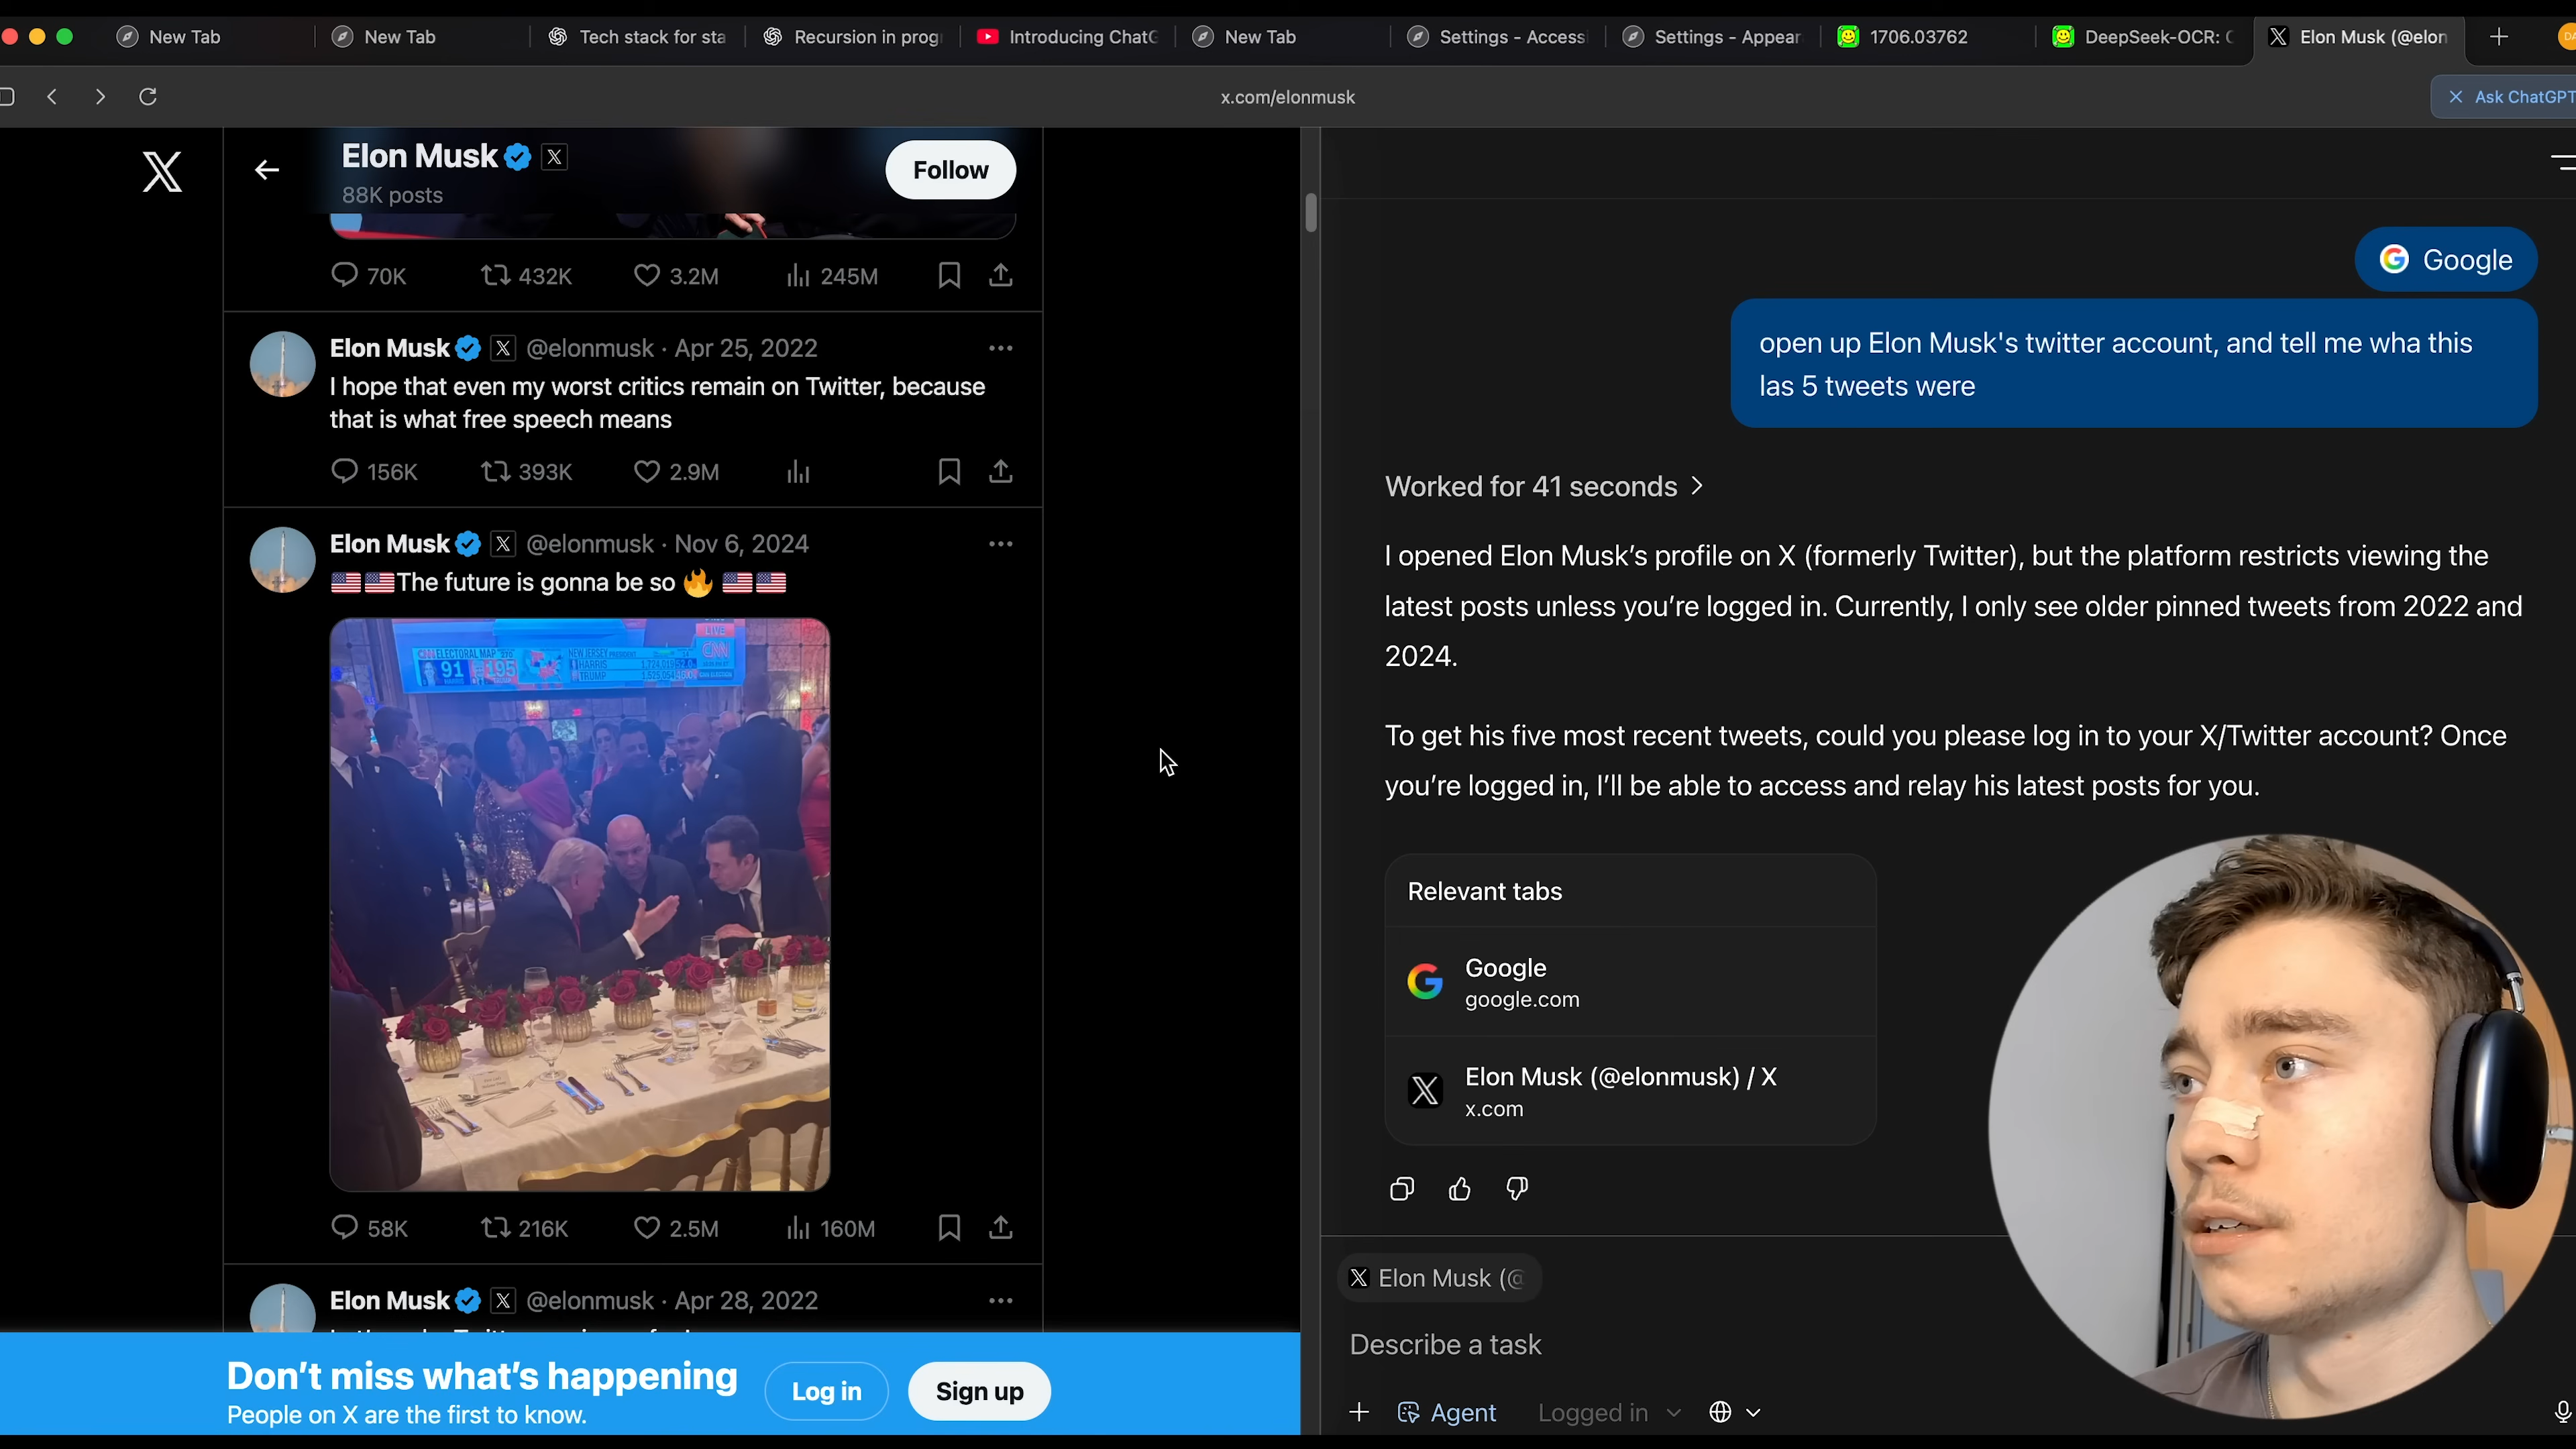 New Tab
New Tab
Tech stack for sta
Recursion in prog
Introducing ChatG
New Tab
Settings - Access
Settings - Appear
1706.03762
DeepSeek-OCR: C
Elon Musk (@elon
x.com/elonmusk
Ask ChatGPT
Elon Musk
88K posts
Follow
70K 432K 3.2M 245M
Elon Musk @elonmusk · Apr 25, 2022
I hope that even my worst critics remain on Twitter, because
that is what free speech means
156K 393K 2.9M
Elon Musk @elonmusk · Nov 6, 2024
🇺🇸🇺🇸The future is gonna be so 🔥 🇺🇸🇺🇸
LIVE
CNN
ELECTORAL MAP
91 195
NEW JERSEY
HARRIS
TRUMP
58K 216K 2.5M 160M
Elon Musk @elonmusk · Apr 28, 2022
Don't miss what's happening
People on X are the first to know.
Log in
Sign up
Google
open up Elon Musk's twitter account, and tell me wha this
las 5 tweets were
Worked for 41 seconds
I opened Elon Musk's profile on X (formerly Twitter), but the platform restricts viewing the
latest posts unless you're logged in. Currently, I only see older pinned tweets from 2022 and
2024.
To get his five most recent tweets, could you please log in to your X/Twitter account? Once
you're logged in, I'll be able to access and relay his latest posts for you.
Relevant tabs
Google
google.com
Elon Musk (@elonmusk) / X
x.com
Elon Musk (@
Describe a task
Agent
Logged in